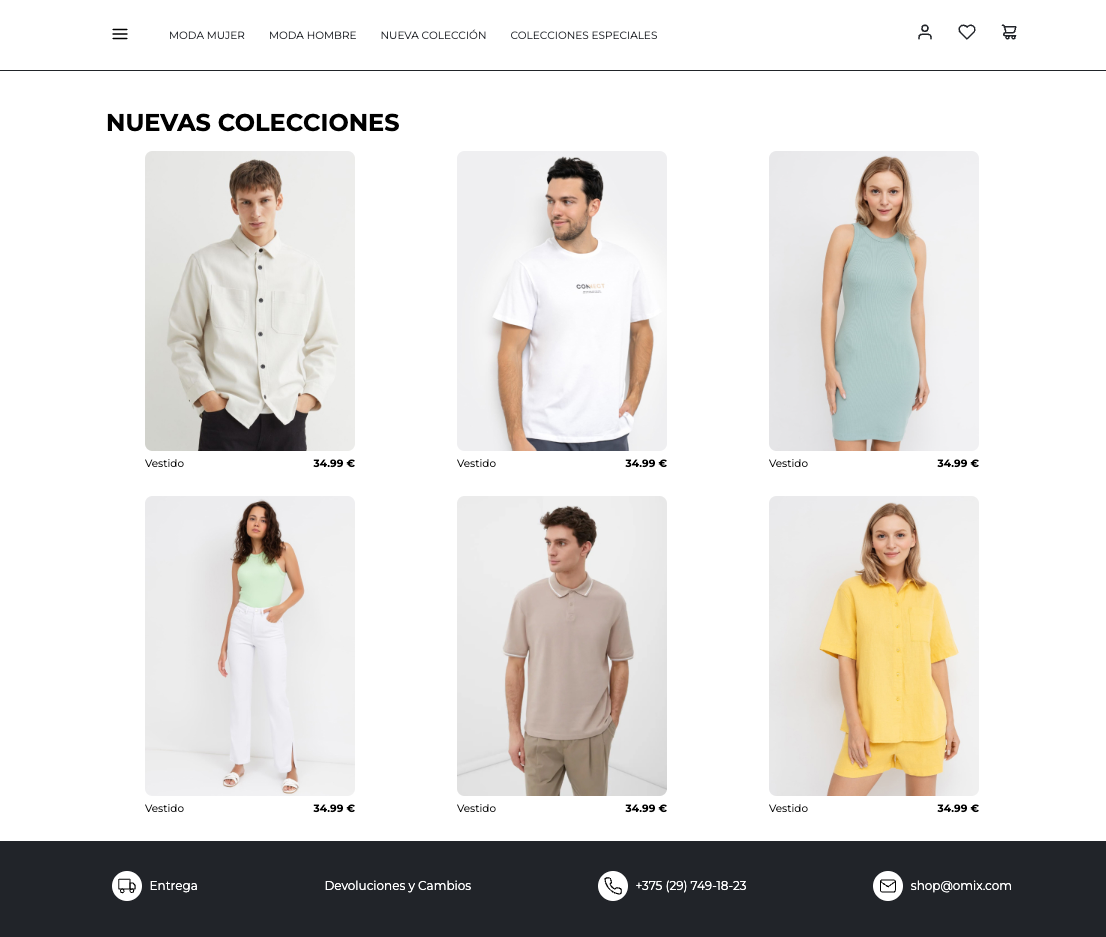 MODA MUJER MODA HOMBRE NUEVA COLECCIÓN COLECCIONES ESPECIALES
NUEVAS COLECCIONES
Vestido 34.99 €
Vestido 34.99 €
Vestido 34.99 €
Vestido 34.99 €
Vestido 34.99 €
Vestido 34.99 €
Entrega
Devoluciones y Cambios
+375 (29) 749-18-23
shop@omix.com